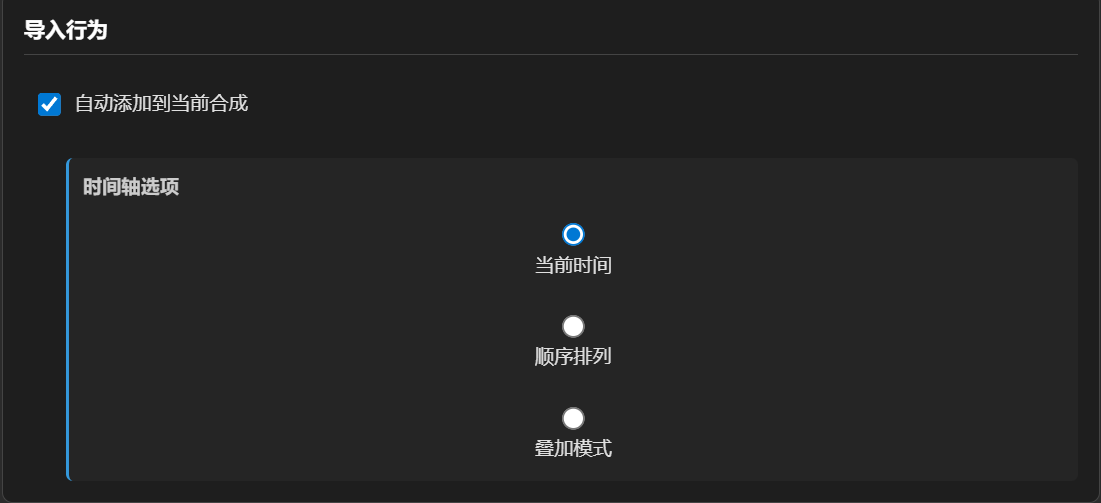 导入行为
自动添加到当前合成
时间轴选项
当前时间
顺序排列
叠加模式